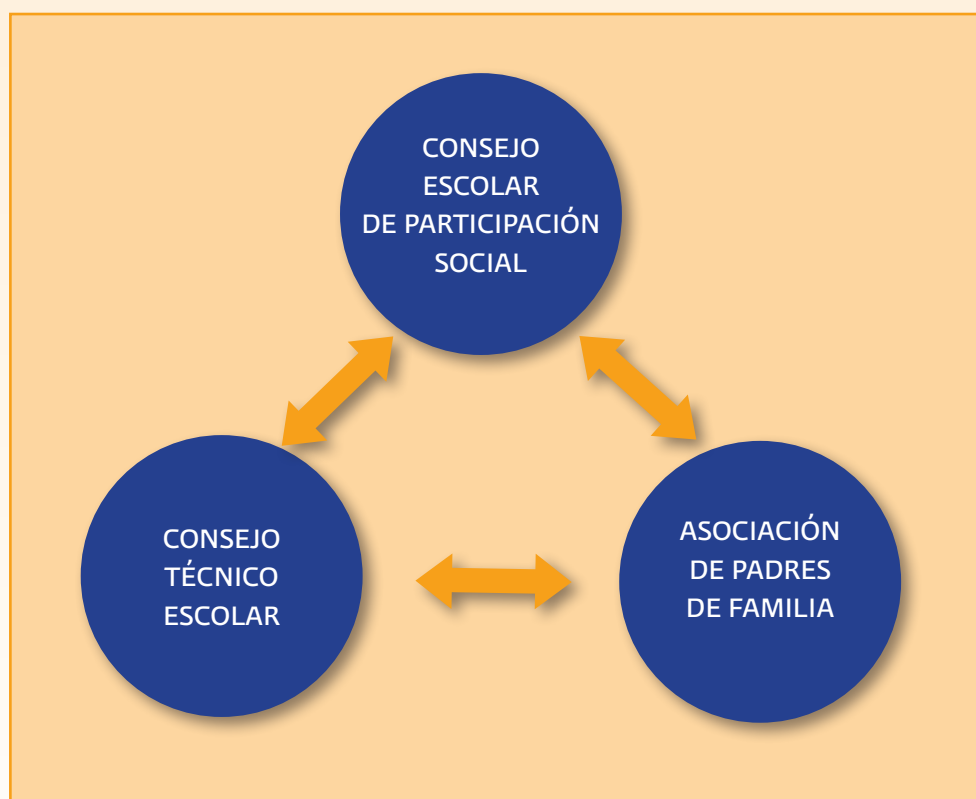 CONSEJO
ESCOLAR
DE PARTICIPACIÓN
SOCIAL
CONSEJO
TÉCNICO
ESCOLAR
ASOCIACIÓN
DE PADRES
DE FAMILIA